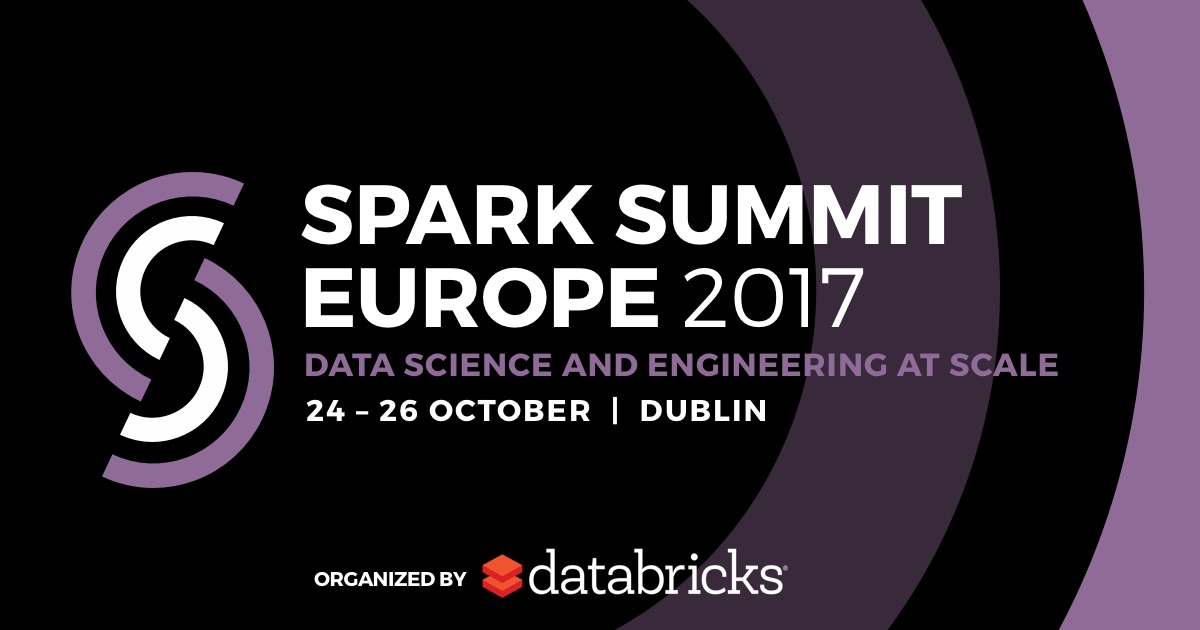 SPARK SUMMIT
EUROPE 2017
DATA SCIENCE AND ENGINEERING AT SCALE
24 – 26 OCTOBER | DUBLIN
ORGANIZED BY databricks®